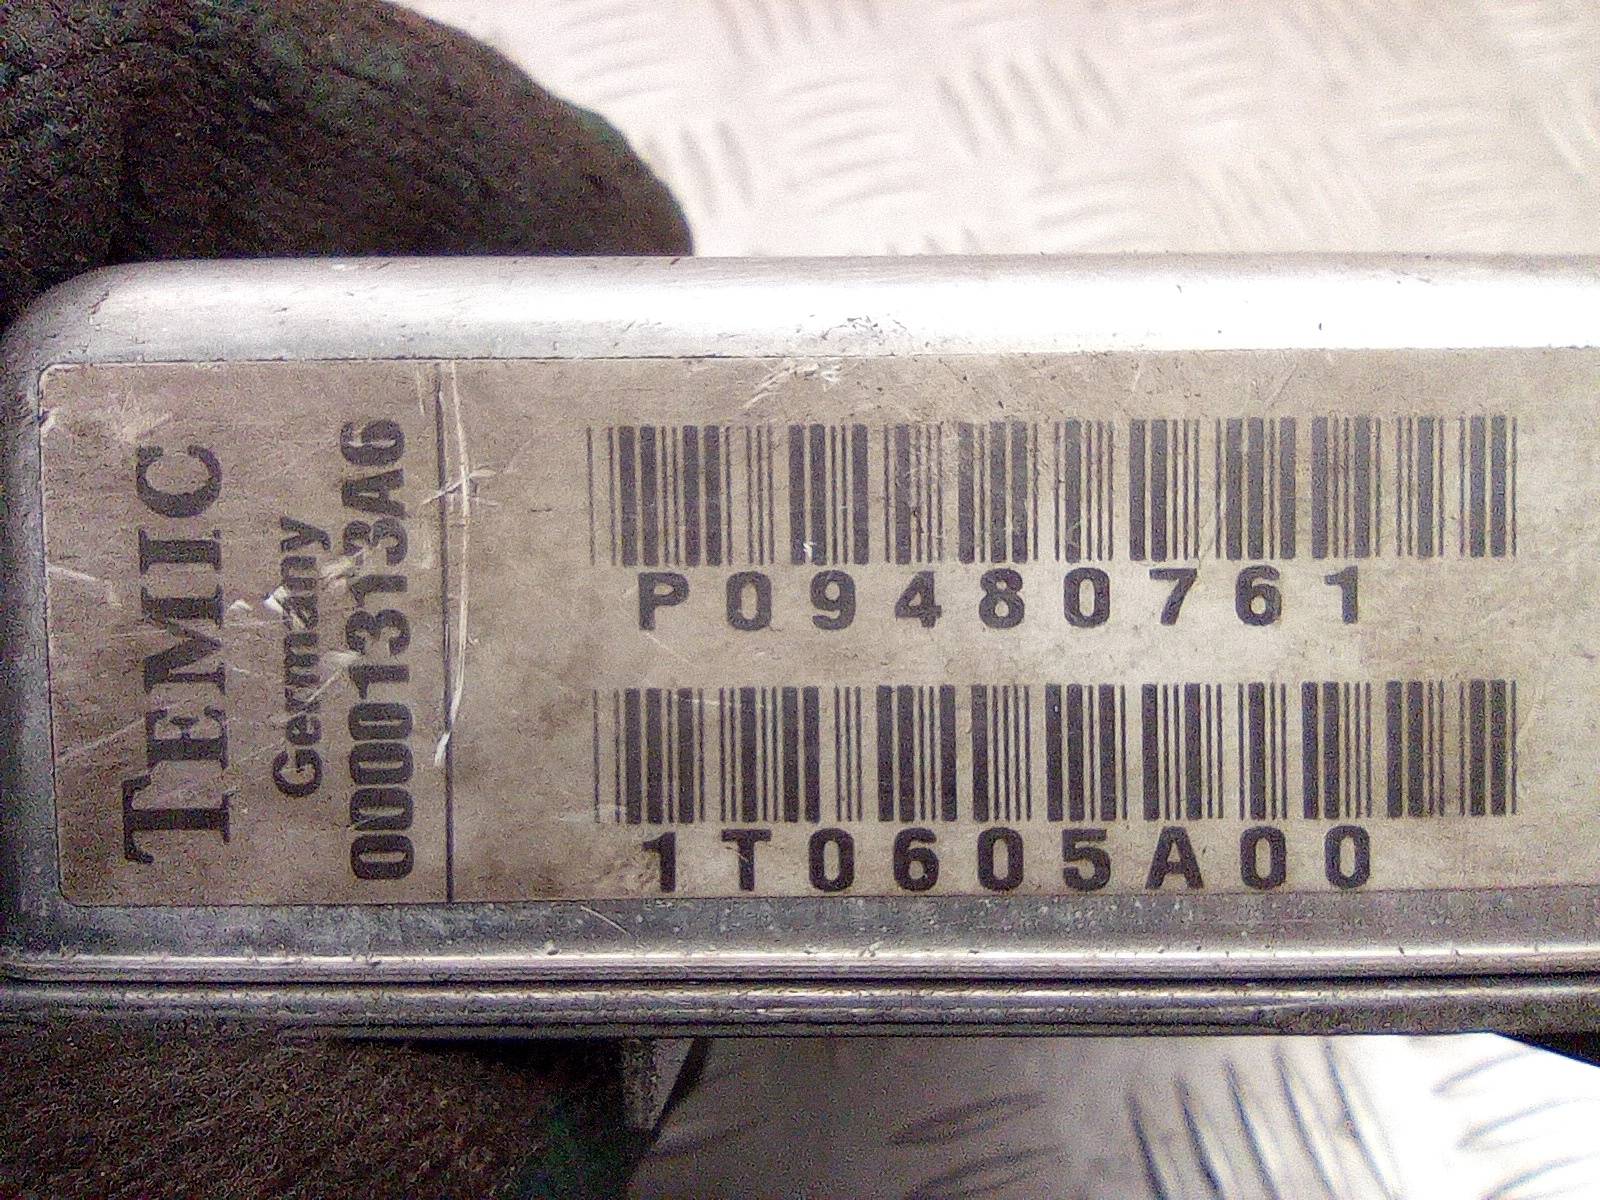 TEMIC
Germany
00001313A6
P09480761
1T0605A00